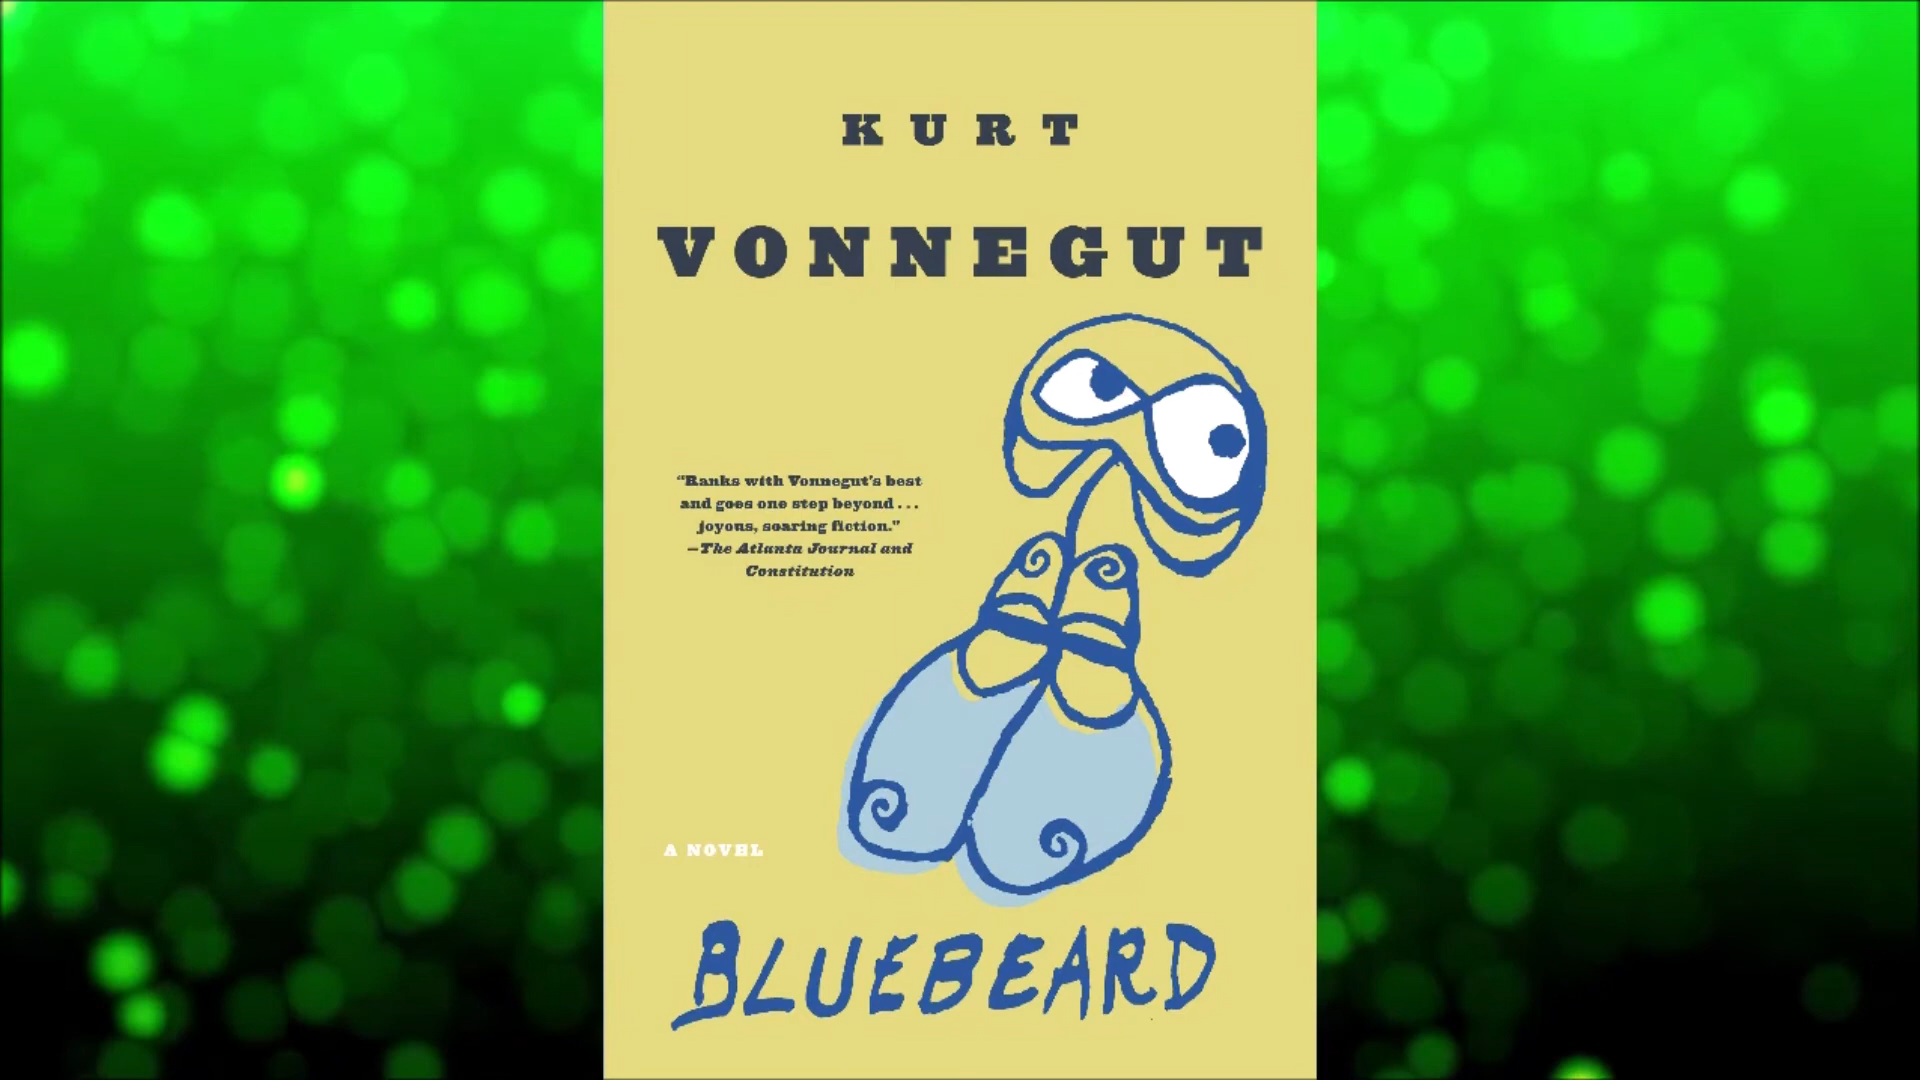 KURT
VONNEGUT
"Ranks with Vonnegut's best
and goes one step beyond . . .
joyous, soaring fiction."
—The Atlanta Journal and
Constitution
A NOVEL
BLUEBEARD